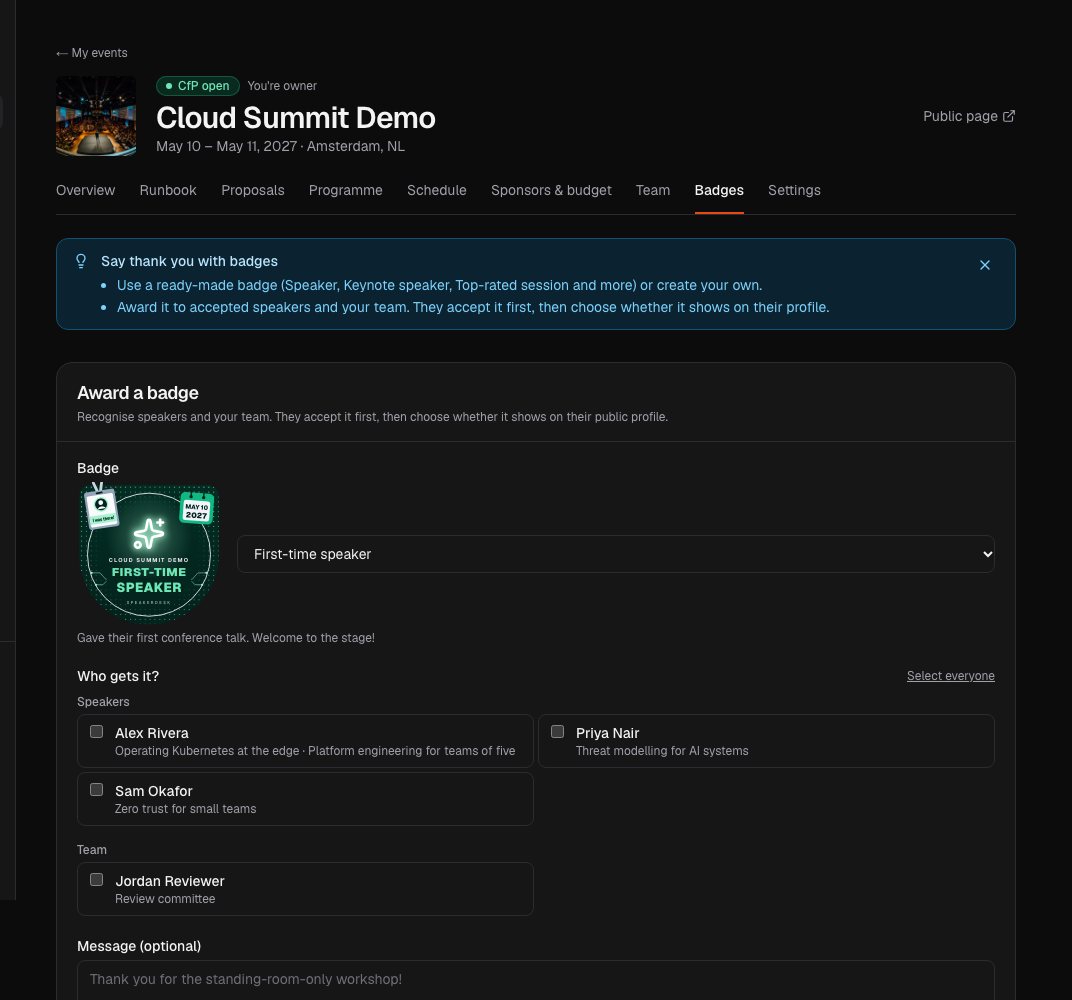 ← My events
CfP open You're owner
Cloud Summit Demo
May 10 – May 11, 2027 · Amsterdam, NL
Public page
Overview Runbook Proposals Programme Schedule Sponsors & budget Team Badges Settings
Say thank you with badges
• Use a ready-made badge (Speaker, Keynote speaker, Top-rated session and more) or create your own.
• Award it to accepted speakers and your team. They accept it first, then choose whether it shows on their profile.
Award a badge
Recognise speakers and your team. They accept it first, then choose whether it shows on their public profile.
Badge
I was there!
MAY 10
2027
CLOUD SUMMIT DEMO
FIRST-TIME
SPEAKER
SPEAKERDESK
First-time speaker
Gave their first conference talk. Welcome to the stage!
Who gets it?
Select everyone
Speakers
Alex Rivera
Operating Kubernetes at the edge · Platform engineering for teams of five
Priya Nair
Threat modelling for AI systems
Sam Okafor
Zero trust for small teams
Team
Jordan Reviewer
Review committee
Message (optional)
Thank you for the standing-room-only workshop!